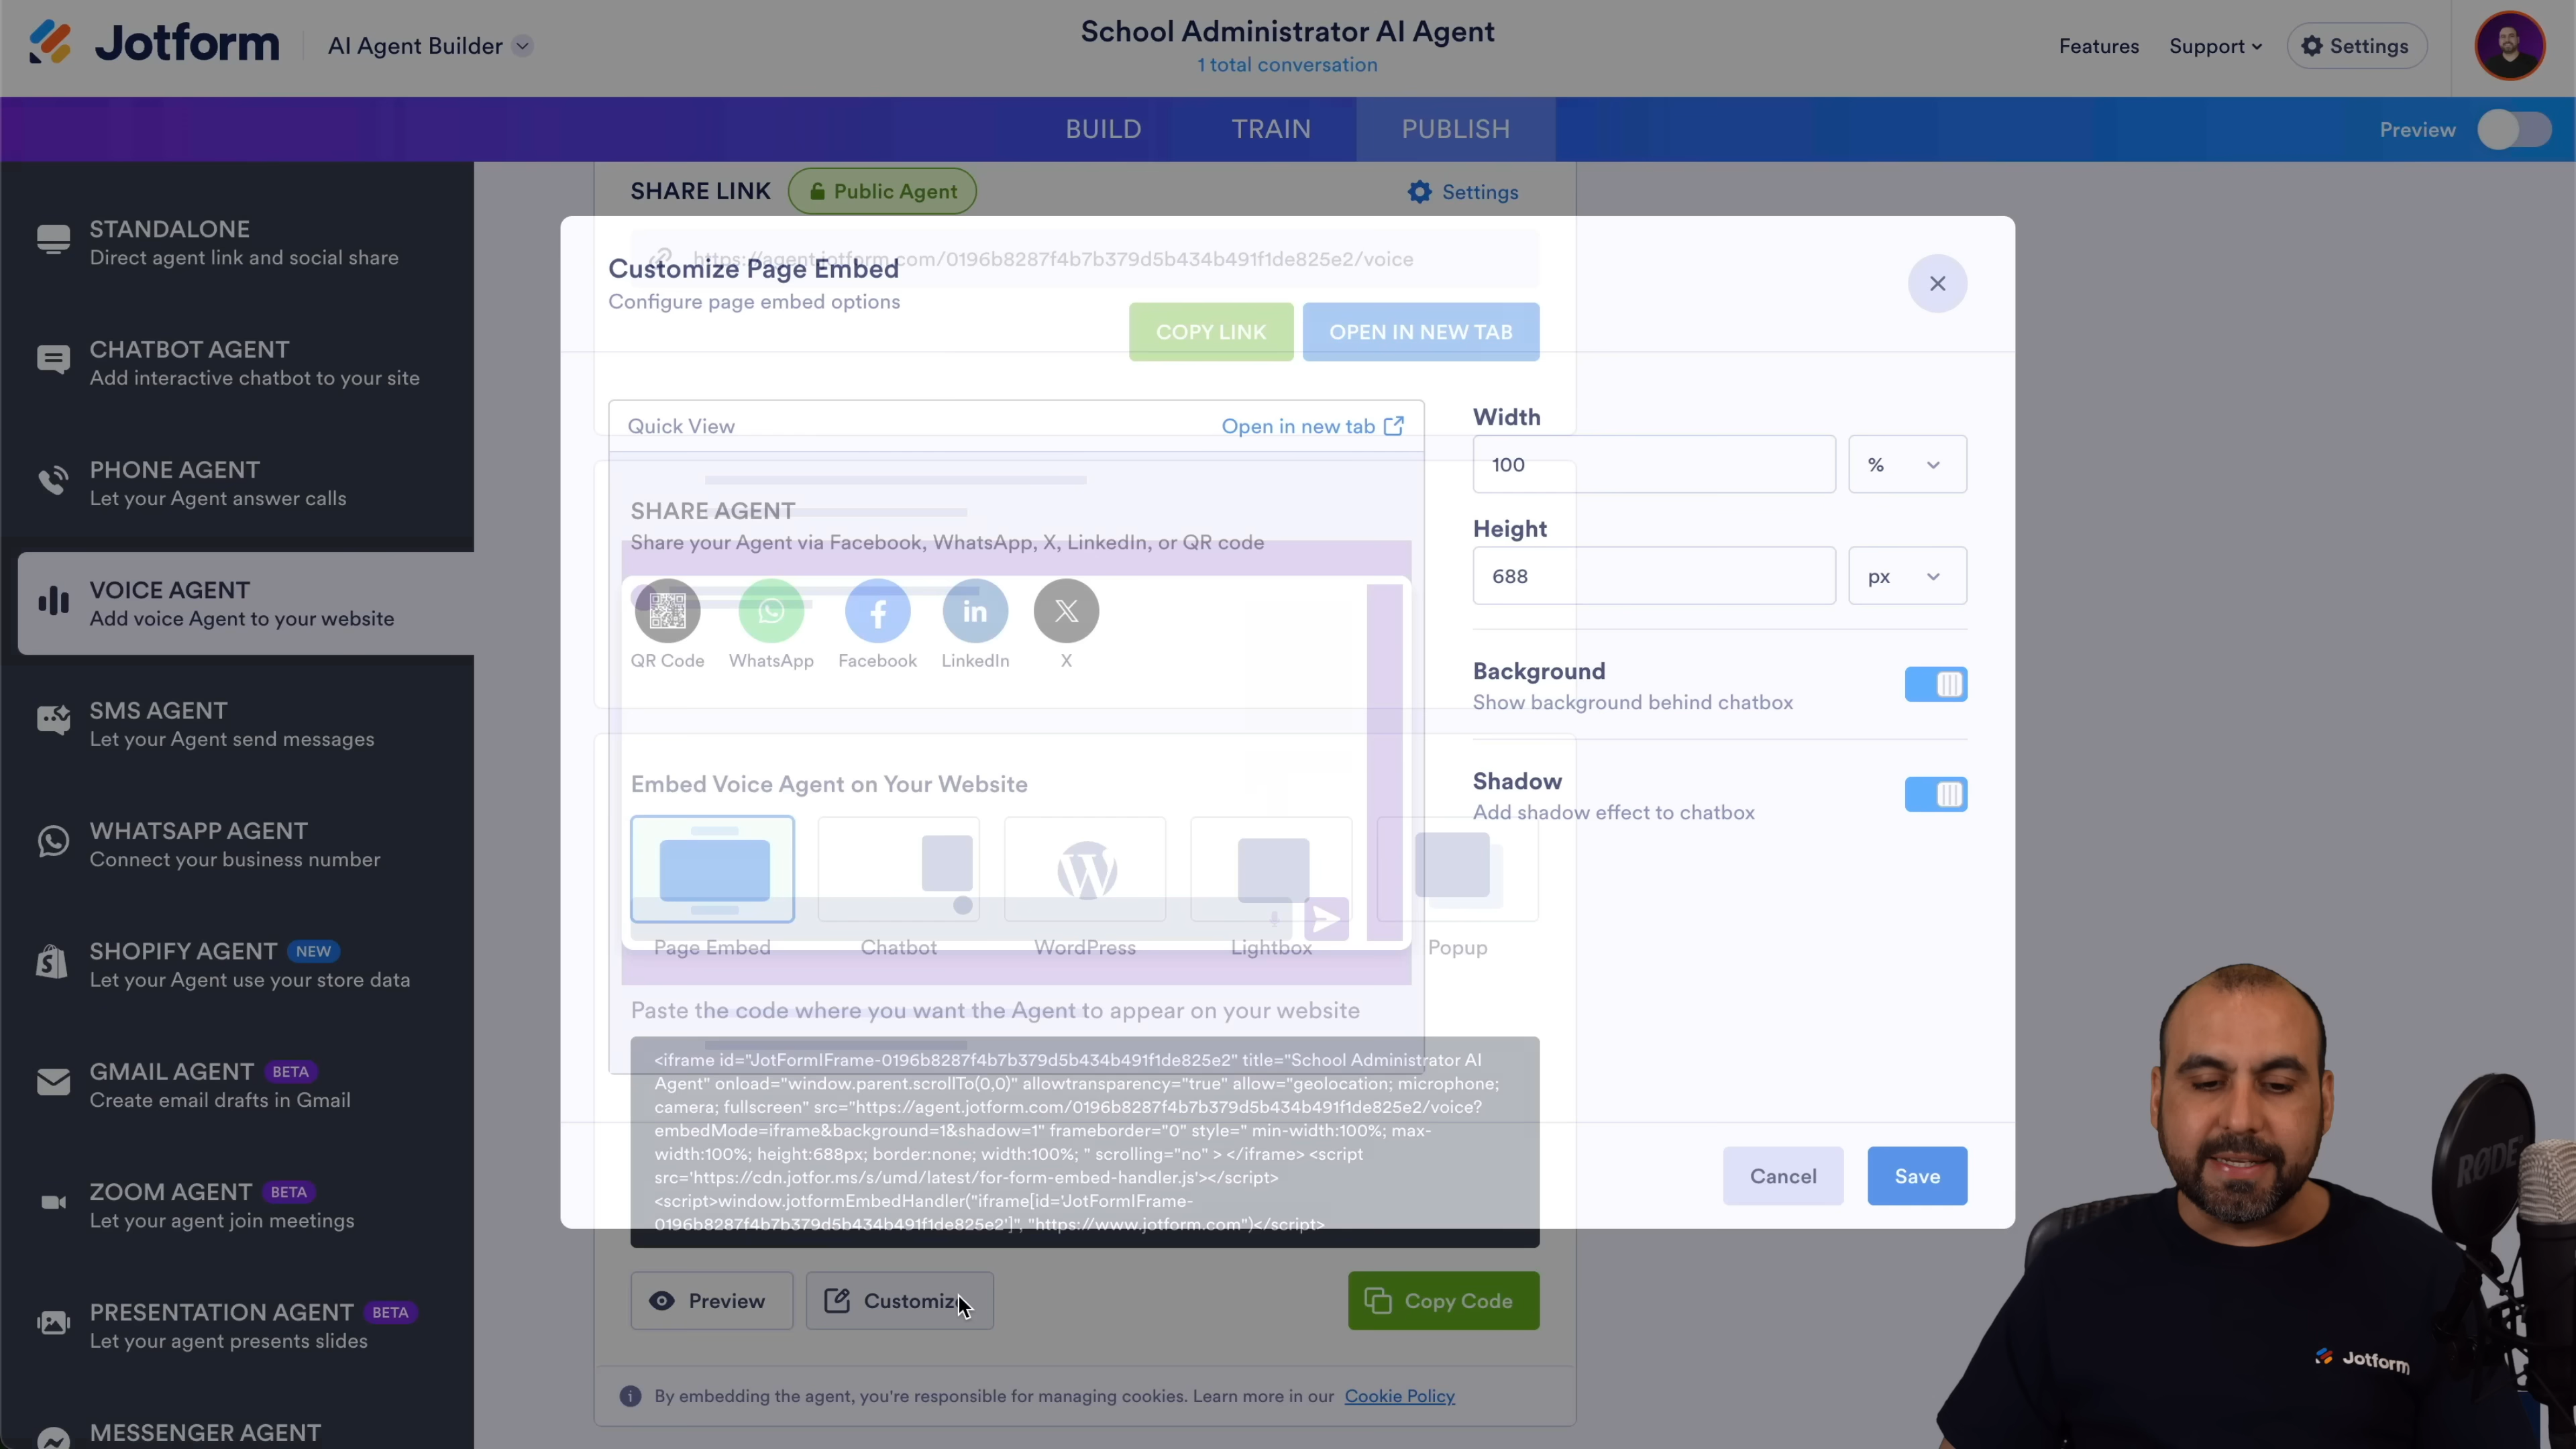 Jotform
AI Agent Builder
School Administrator AI Agent
1 total conversation
Features
Support
Settings
BUILD
TRAIN
PUBLISH
Preview
STANDALONE
Direct agent link and social share
CHATBOT AGENT
Add interactive chatbot to your site
PHONE AGENT
Let your Agent answer calls
VOICE AGENT
Add voice Agent to your website
SMS AGENT
Let your Agent send messages
WHATSAPP AGENT
Connect your business number
SHOPIFY AGENT NEW
Let your Agent use your store data
GMAIL AGENT BETA
Create email drafts in Gmail
ZOOM AGENT BETA
Let your agent join meetings
PRESENTATION AGENT BETA
Let your agent presents slides
MESSENGER AGENT
SHARE LINK
Public Agent
Settings
https://agent.jotform.com/0196b8287f4b7b379d5b434b491f1de825e2/voice
Customize Page Embed
Configure page embed options
COPY LINK
OPEN IN NEW TAB
Quick View
Open in new tab
SHARE AGENT
Share your Agent via Facebook, WhatsApp, X, LinkedIn, or QR code
QR Code
WhatsApp
Facebook
LinkedIn
X
Embed Voice Agent on Your Website
Page Embed
Chatbot
WordPress
Lightbox
Popup
Paste the code where you want the Agent to appear on your website
<iframe id="JotFormIFrame-0196b8287f4b7b379d5b434b491f1de825e2" title="School Administrator AI
Agent" onload="window.parent.scrollTo(0,0)" allowtransparency="true" allow="geolocation; microphone;
camera; fullscreen" src="https://agent.jotform.com/0196b8287f4b7b379d5b434b491f1de825e2/voice?
embedMode=iframe&background=1&shadow=1" frameborder="0" style=" min-width:100%; max-
width:100%; height:688px; border:none; width:100%; " scrolling="no" > </iframe> <script
src='https://cdn.jotfor.ms/s/umd/latest/for-form-embed-handler.js'></script>
<script>window.jotformEmbedHandler("iframe[id='JotFormIFrame-
0196b8287f4b7b379d5b434b491f1de825e2']", "https://www.jotform.com")</script>
Width
100
%
Height
688
px
Background
Show background behind chatbox
Shadow
Add shadow effect to chatbox
Cancel
Save
Preview
Customize
Copy Code
By embedding the agent, you're responsible for managing cookies. Learn more in our Cookie Policy
RØDE
Jotform